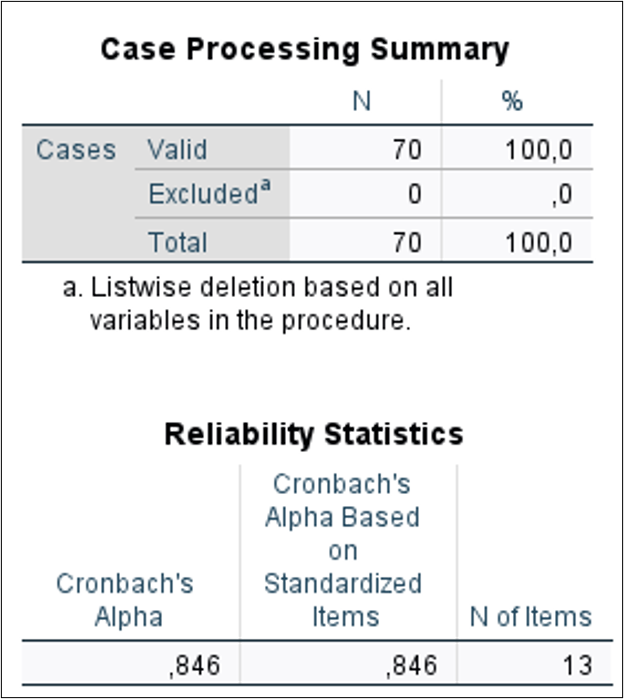 Case Processing Summary
N %
Cases Valid 70 100,0
Excludedᵃ 0 ,0
Total 70 100,0
a. Listwise deletion based on all
variables in the procedure.
Reliability Statistics
Cronbach's
Alpha
Cronbach's
Alpha Based
on
Standardized
Items
N of Items
,846 ,846 13